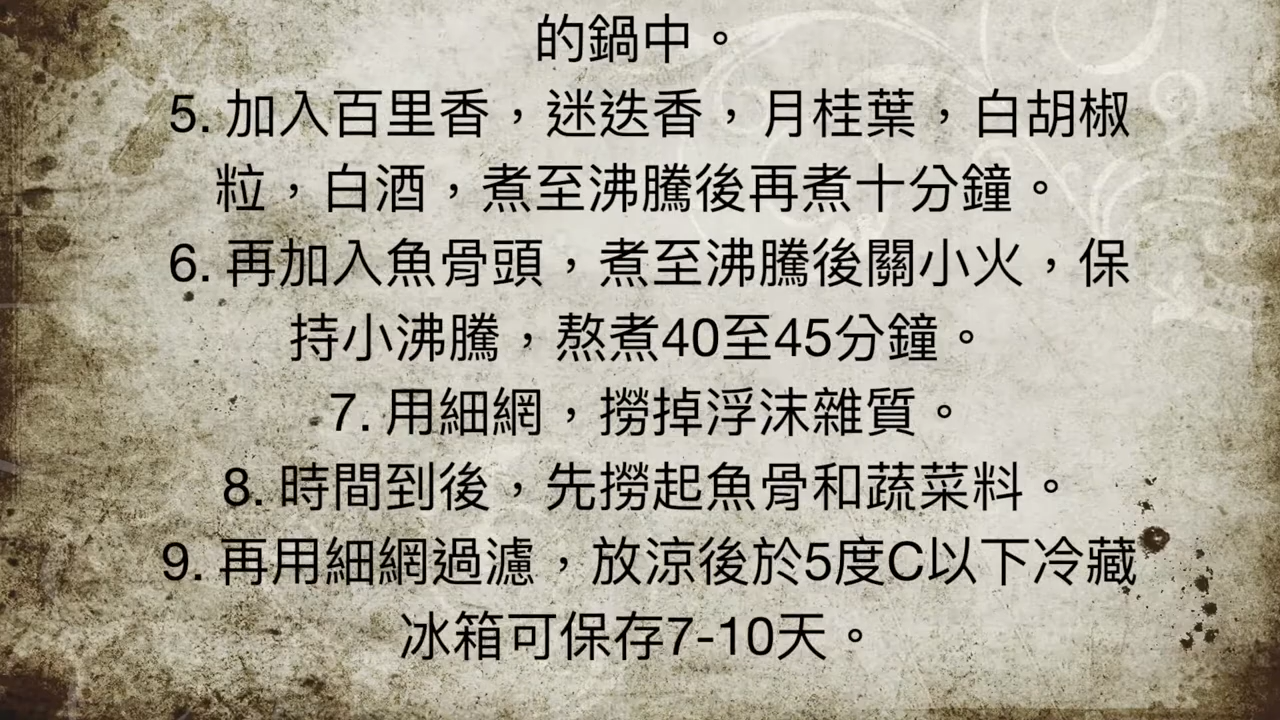 的鍋中。
5. 加入百里香，迷迭香，月桂葉，白胡椒
粒，白酒，煮至沸騰後再煮十分鐘。
6. 再加入魚骨頭，煮至沸騰後關小火，保
持小沸騰，熬煮40至45分鐘。
7. 用細網，撈掉浮沫雜質。
8. 時間到後，先撈起魚骨和蔬菜料。
9. 再用細網過濾，放涼後於5度C以下冷藏
冰箱可保存7-10天。